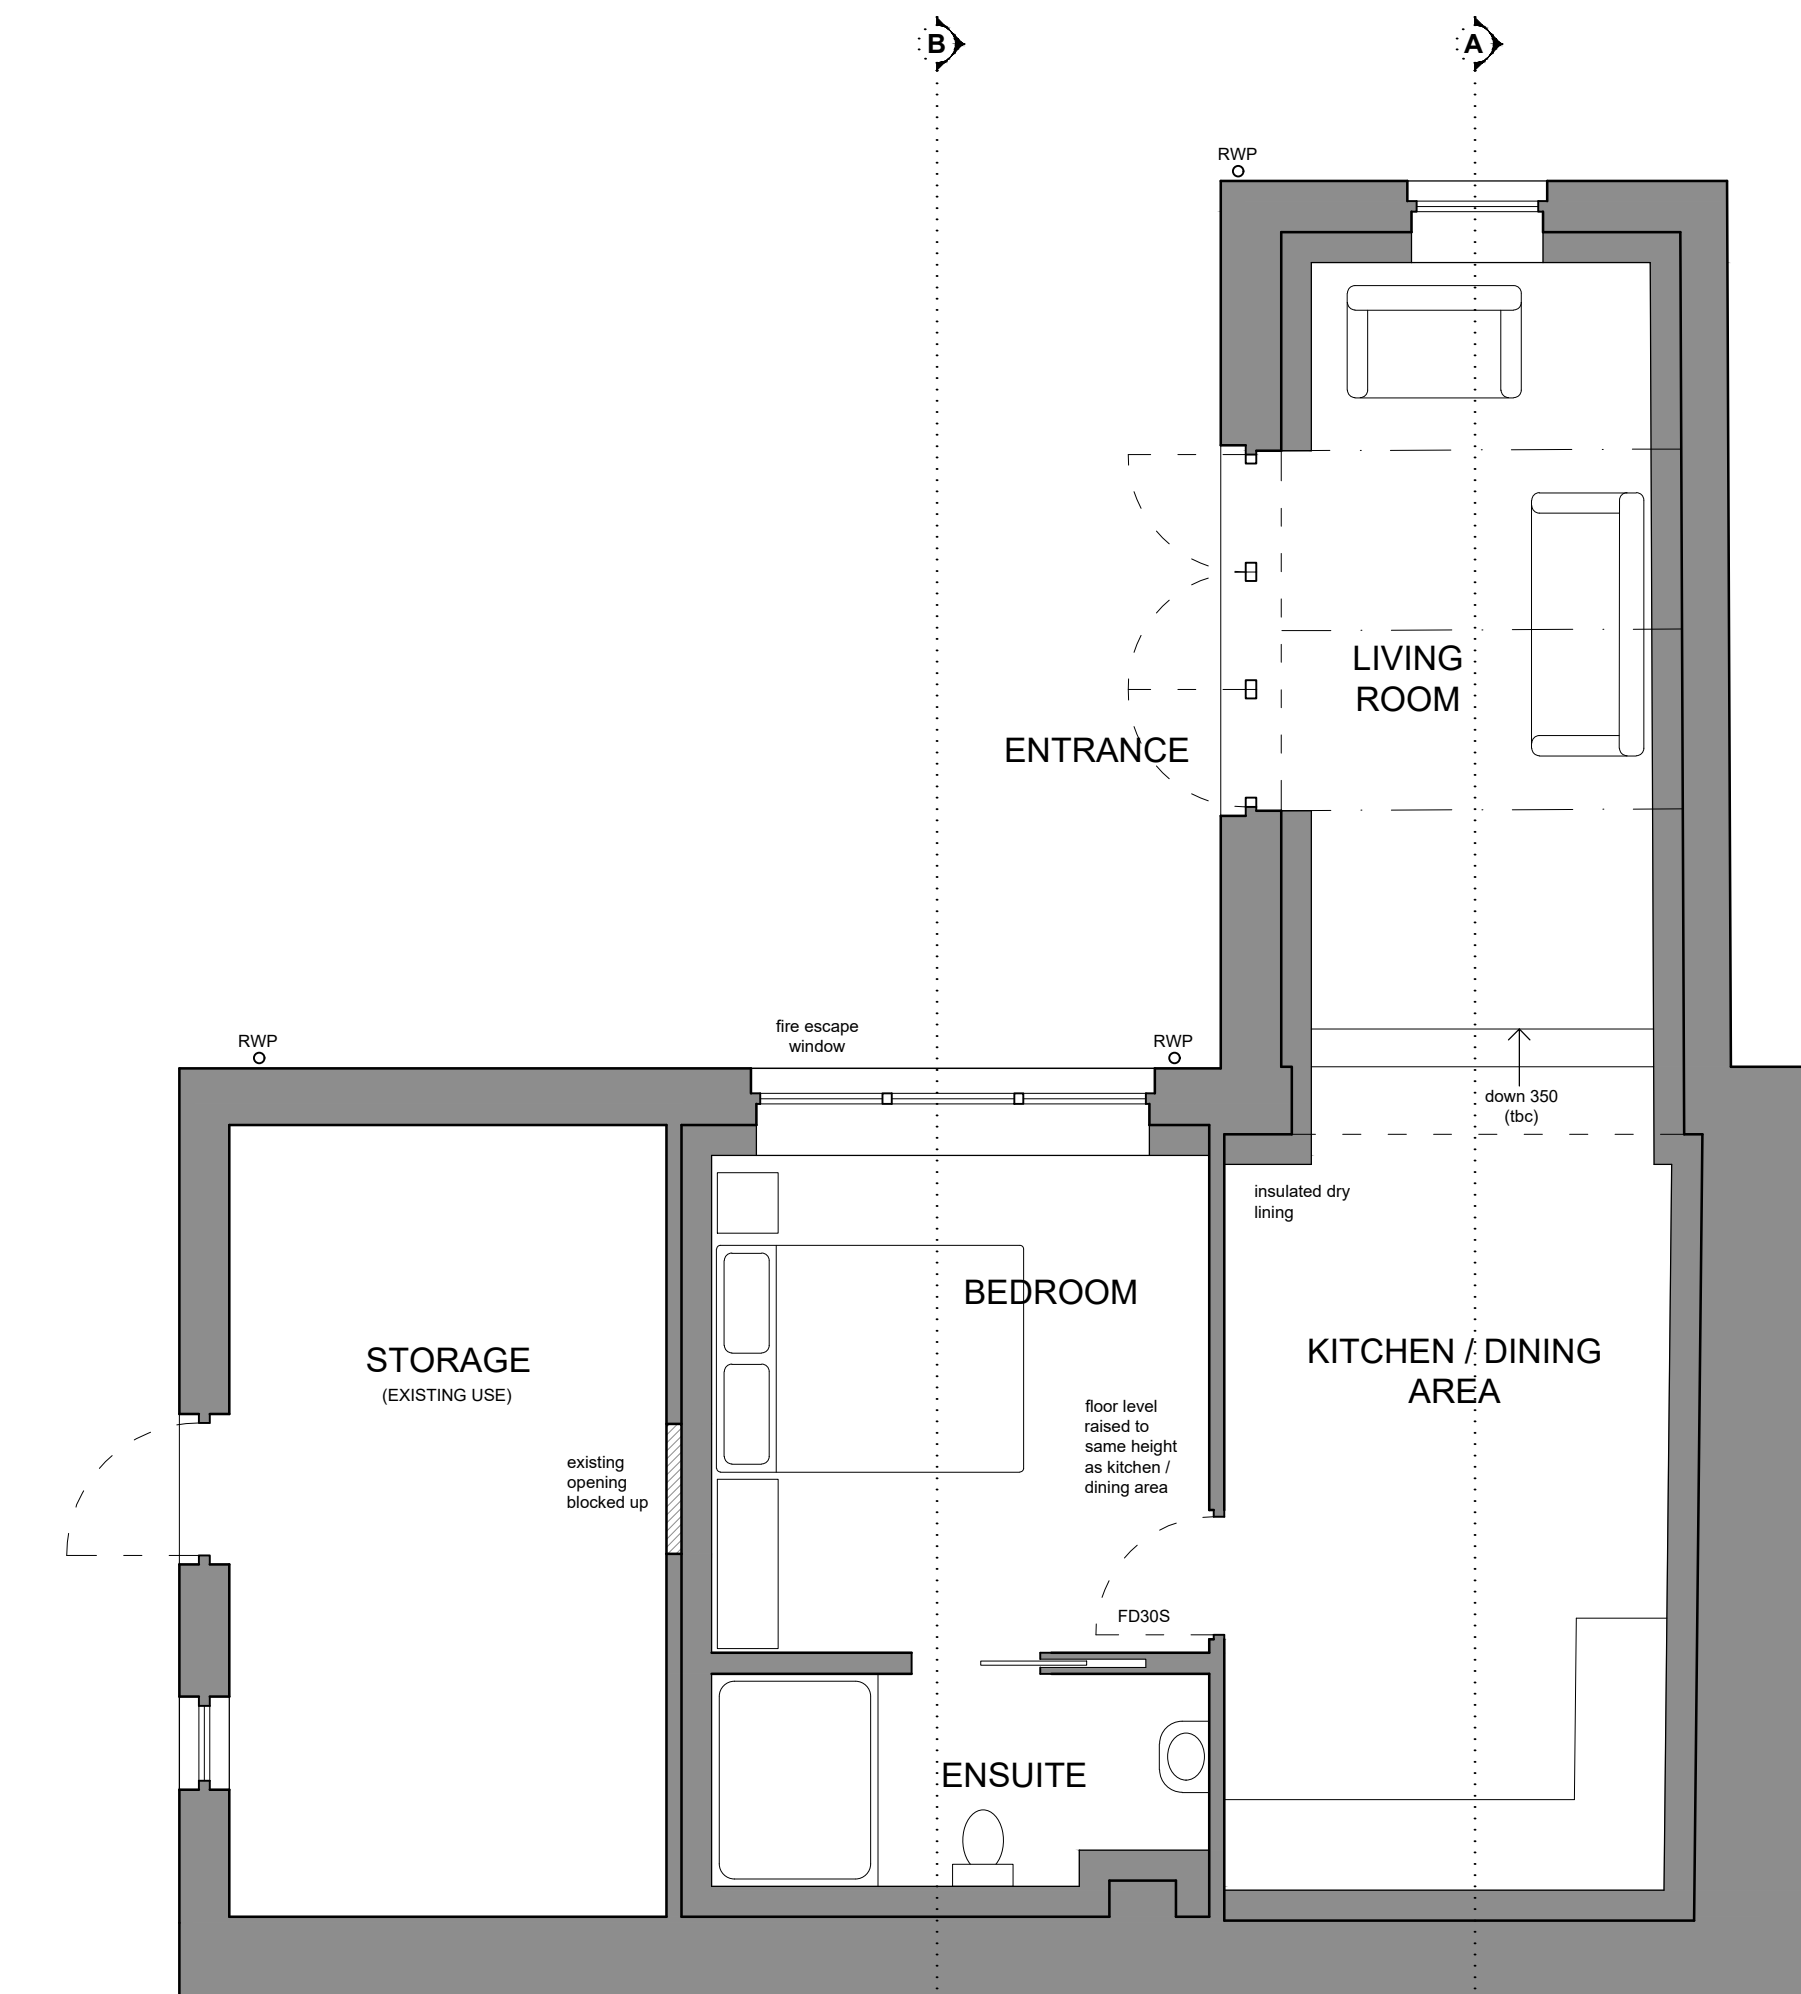 B
A
RWP
LIVING
ROOM
ENTRANCE
fire escape
window
RWP
RWP
down 350
(tbc)
insulated dry
lining
BEDROOM
STORAGE
(EXISTING USE)
KITCHEN / DINING
AREA
floor level
raised to
same height
as kitchen /
dining area
existing
opening
blocked up
FD30S
ENSUITE